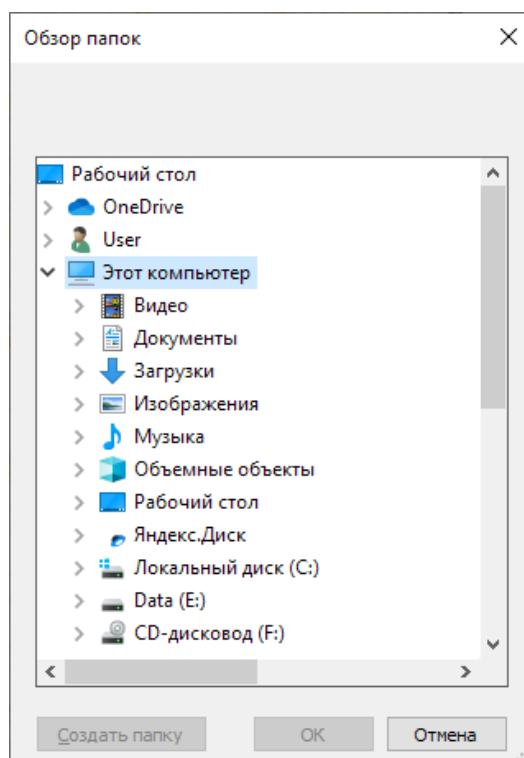 Обзор папок
Рабочий стол
OneDrive
User
Этот компьютер
Видео
Документы
Загрузки
Изображения
Музыка
Объемные объекты
Рабочий стол
Яндекс.Диск
Локальный диск (C:)
Data (E:)
CD-дисковод (F:)
Создать папку OK Отмена